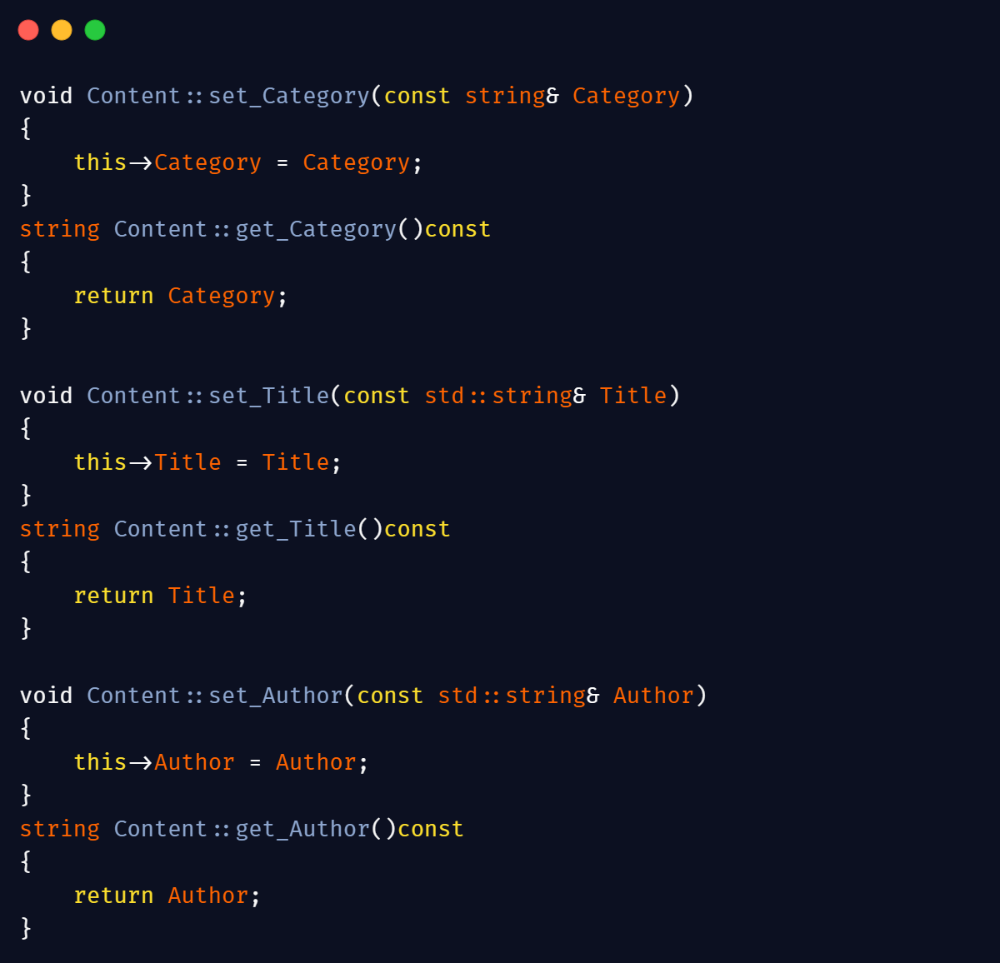 void Content::set_Category(const string& Category)
{
    this->Category = Category;
}
string Content::get_Category()const
{
    return Category;
}

void Content::set_Title(const std::string& Title)
{
    this->Title = Title;
}
string Content::get_Title()const
{
    return Title;
}

void Content::set_Author(const std::string& Author)
{
    this->Author = Author;
}
string Content::get_Author()const
{
    return Author;
}